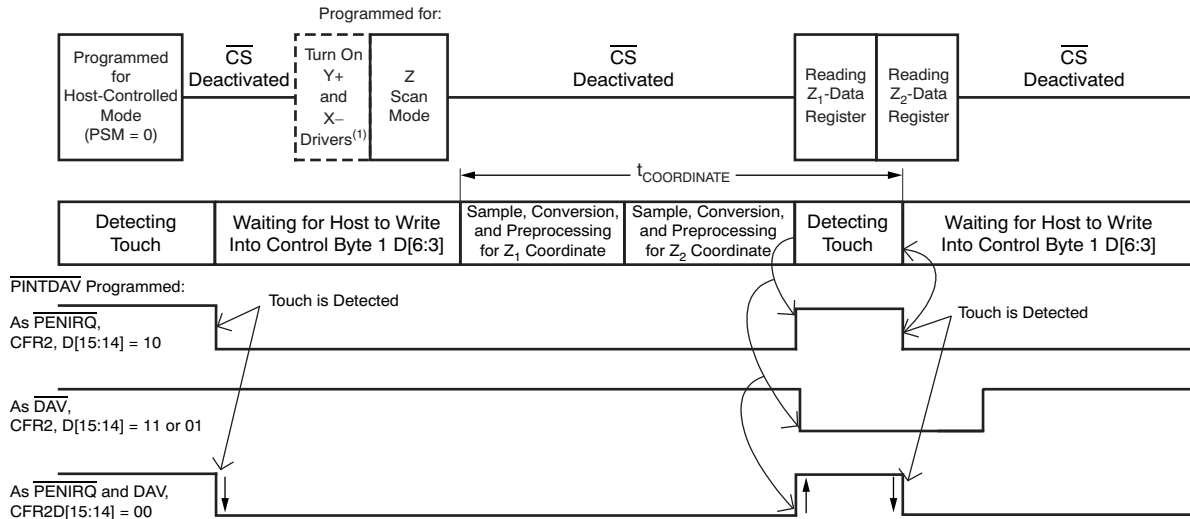 Programmed for:
Programmed
for
Host-Controlled
Mode
(PSM = 0)
CS
Deactivated
Turn On
Y+
and
X–
Drivers(1)
Z
Scan
Mode
CS
Deactivated
Reading
Z1-Data
Register
Reading
Z2-Data
Register
CS
Deactivated
tCOORDINATE
Detecting
Touch
Waiting for Host to Write
Into Control Byte 1 D[6:3]
Sample, Conversion,
and Preprocessing
for Z1 Coordinate
Sample, Conversion,
and Preprocessing
for Z2 Coordinate
Detecting
Touch
Waiting for Host to Write
Into Control Byte 1 D[6:3]
PINTDAV Programmed:
Touch is Detected
As PENIRQ,
CFR2, D[15:14] = 10
Touch is Detected
As DAV,
CFR2, D[15:14] = 11 or 01
As PENIRQ and DAV,
CFR2D[15:14] = 00